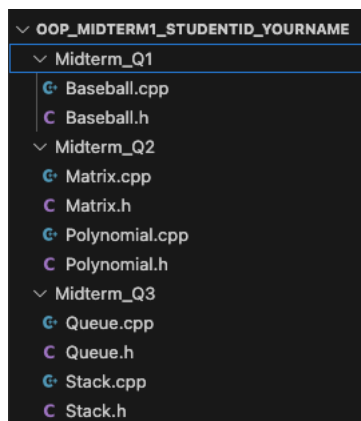 OOP_MIDTERM1_STUDENTID_YOURNAME
Midterm_Q1
Baseball.cpp
C Baseball.h
Midterm_Q2
Matrix.cpp
C Matrix.h
Polynomial.cpp
C Polynomial.h
Midterm_Q3
Queue.cpp
C Queue.h
Stack.cpp
C Stack.h